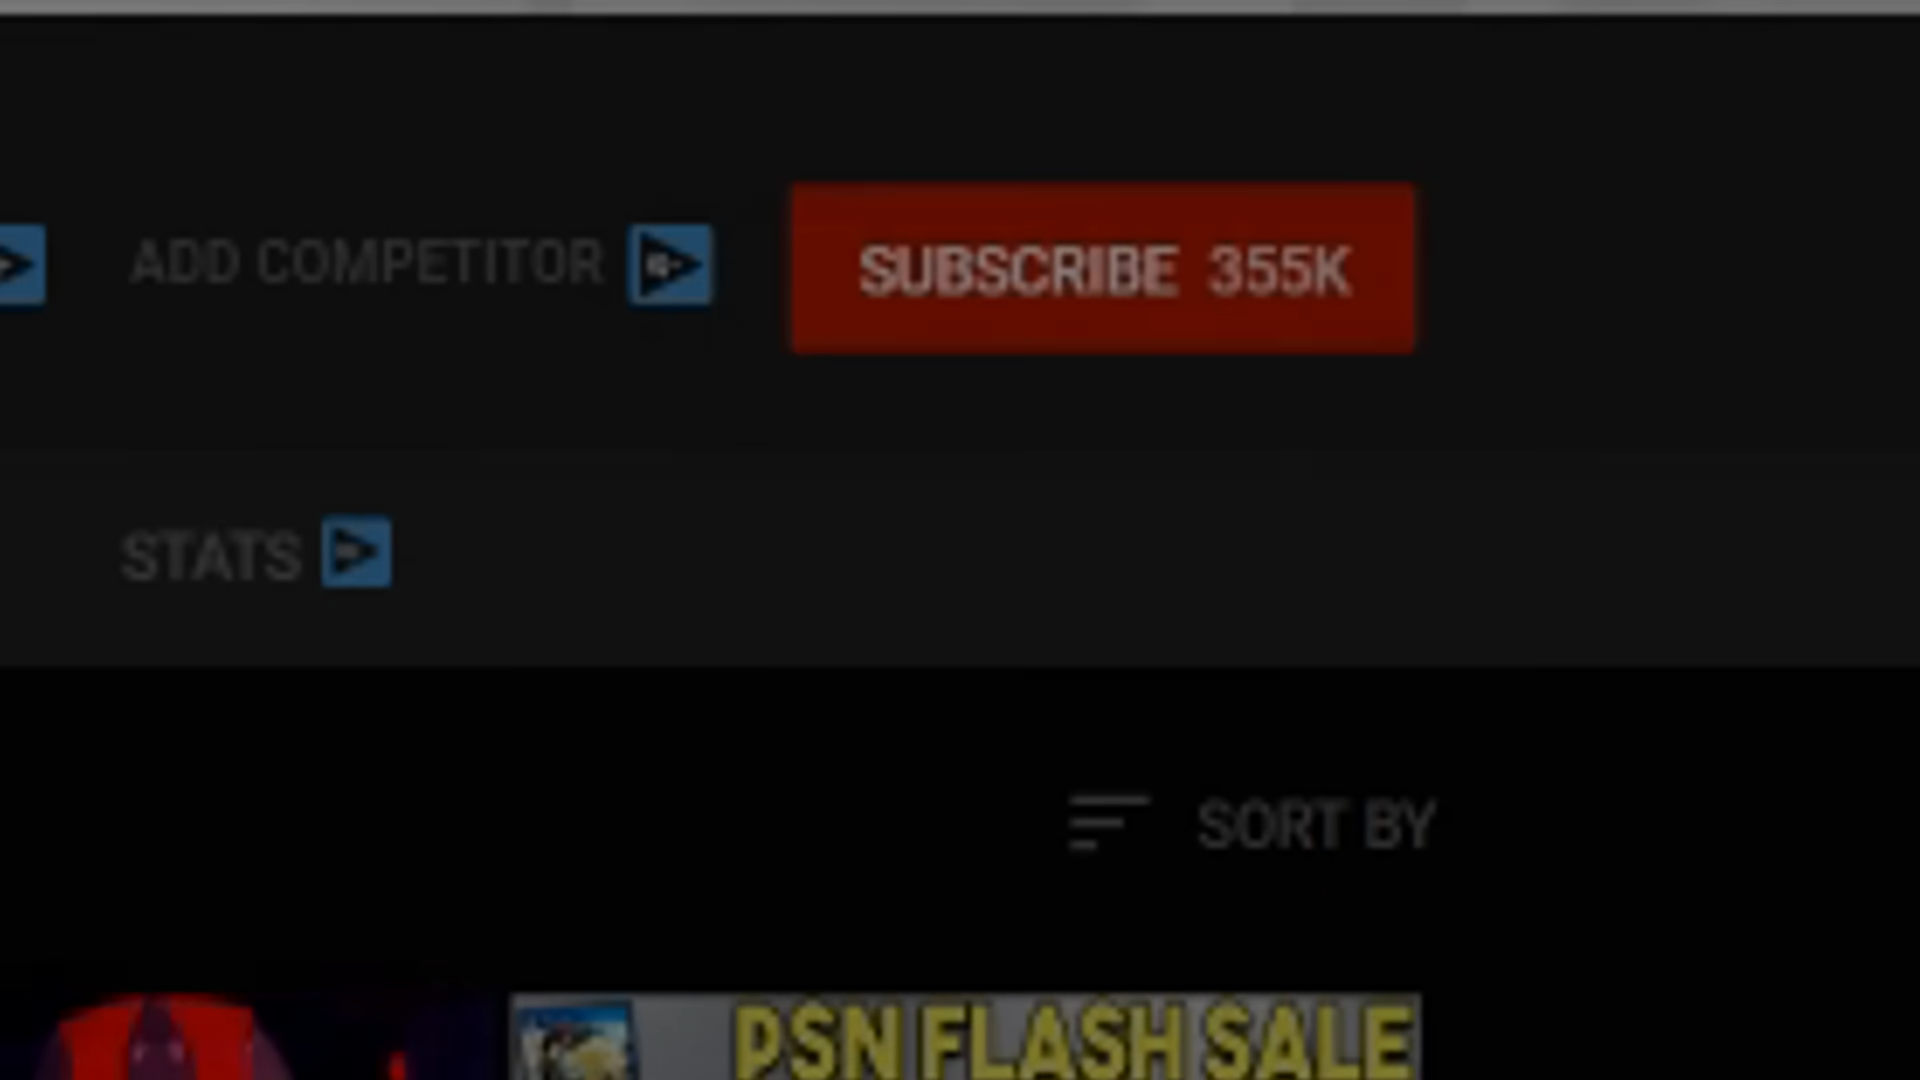 ADD COMPETITOR
SUBSCRIBE 355K
STATS
SORT BY
PSN FLASH SALE